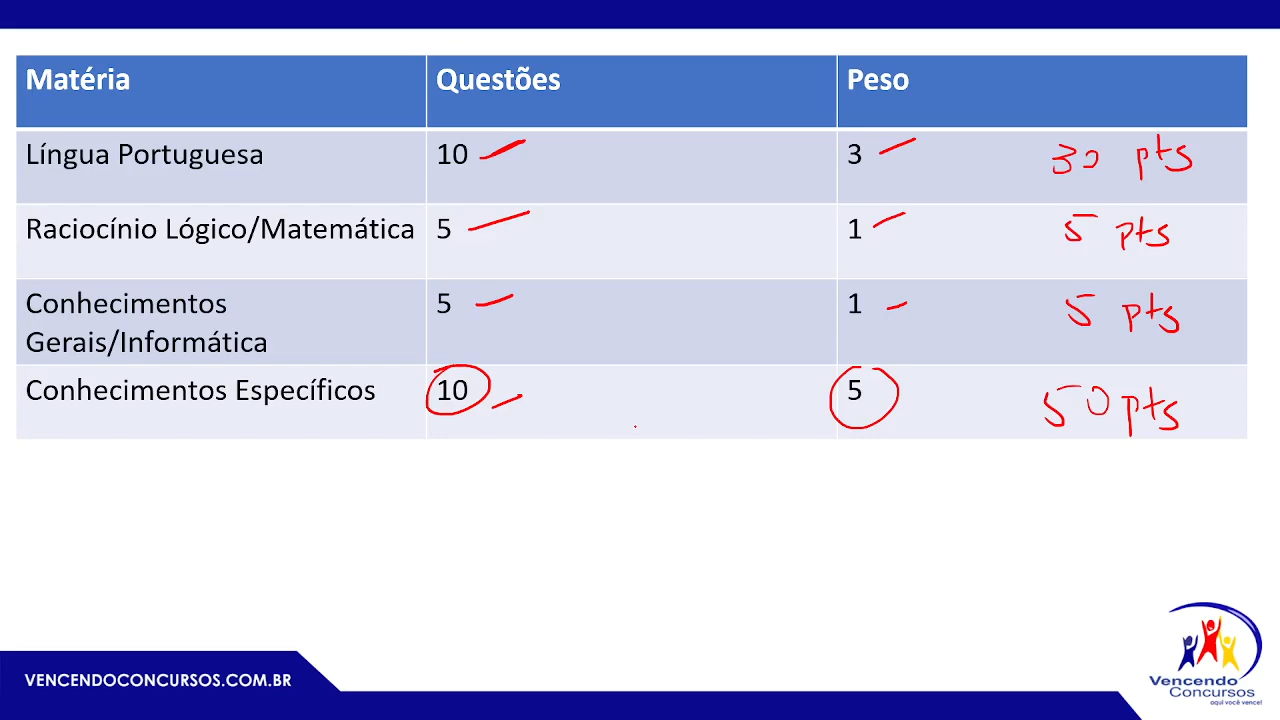 Matéria Questões Peso
Língua Portuguesa 10 3 30 pts
Raciocínio Lógico/Matemática 5 1 5 pts
Conhecimentos
Gerais/Informática 5 1 5 pts
Conhecimentos Específicos 10 5 50 pts
VENCENDOCONCURSOS.COM.BR
Vencendo
Concursos
aqui você vence!